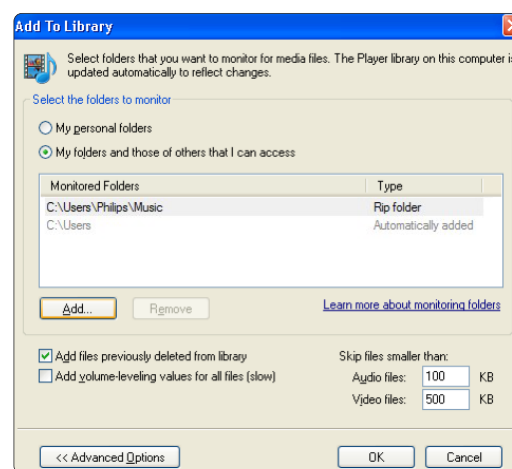 Add To Library
Select folders that you want to monitor for media files. The Player library on this computer is
updated automatically to reflect changes.
Select the folders to monitor
My personal folders
My folders and those of others that I can access
Monitored Folders Type
C:\Users\Philips\Music Rip folder
C:\Users Automatically added
Add... Remove Learn more about monitoring folders
Add files previously deleted from library Skip files smaller than:
Add volume-leveling values for all files (slow) Audio files: 100 KB
Video files: 500 KB
<< Advanced Options OK Cancel